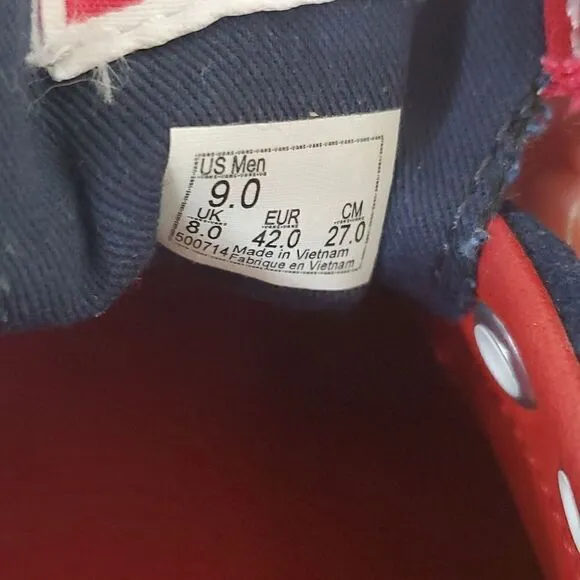 US Men
9.0
UK EUR CM
8.0 42.0 27.0
500714 Made in Vietnam
Fabrique en Vietnam